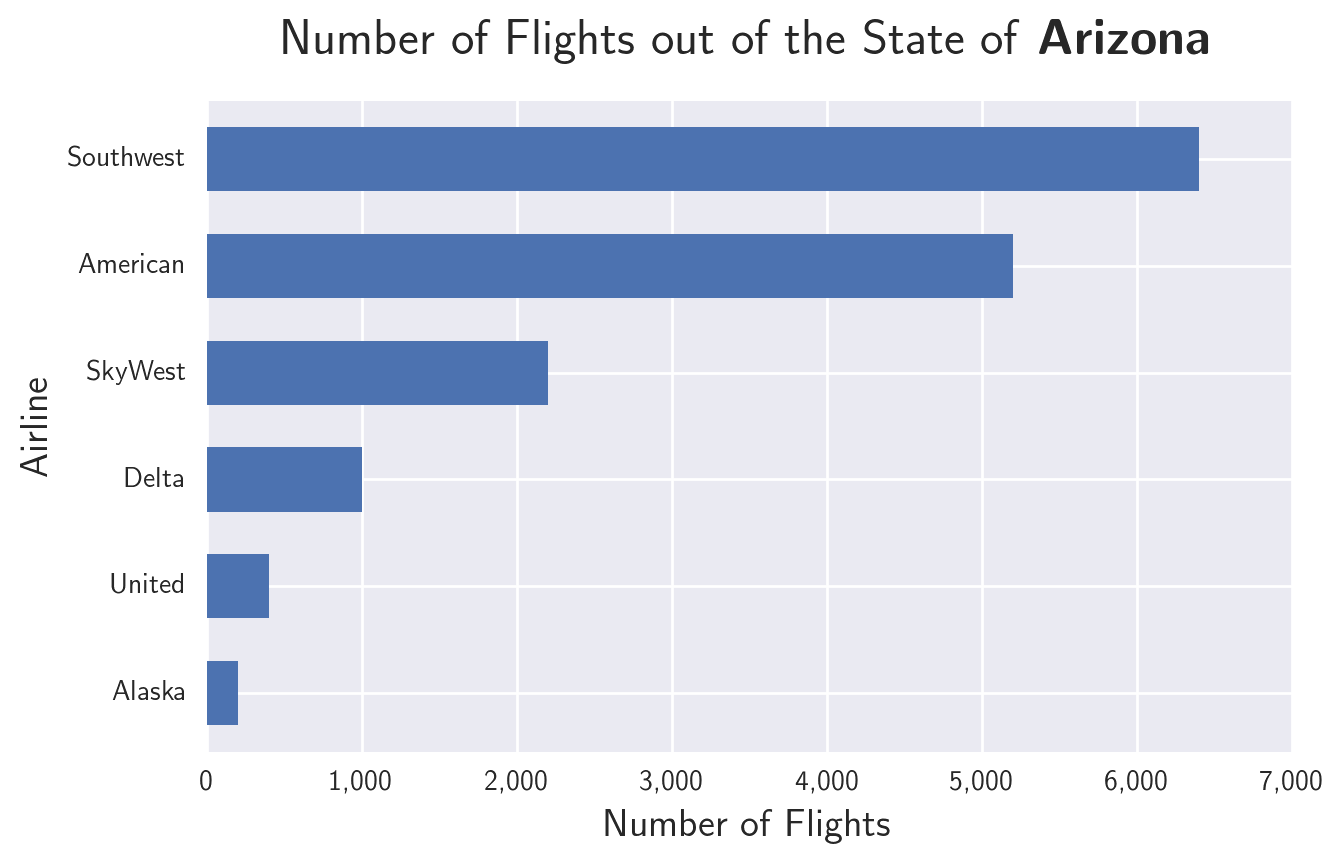 Number of Flights out of the State of Arizona
Airline
Southwest
American
SkyWest
Delta
United
Alaska
0 1,000 2,000 3,000 4,000 5,000 6,000 7,000
Number of Flights